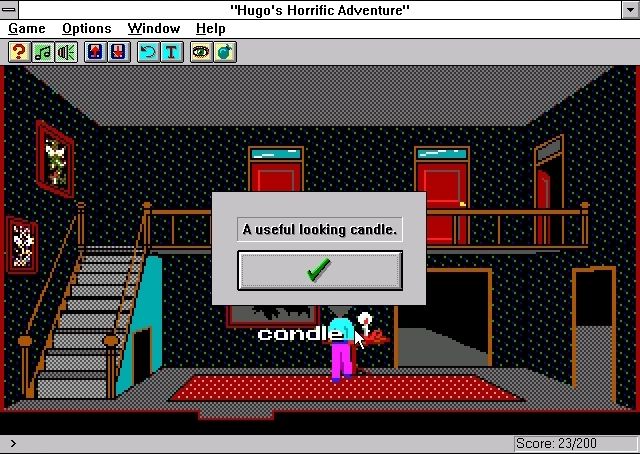 "Hugo's Horrific Adventure"
Game Options Window Help
? T
A useful looking candle.
candle
>
Score: 23/200